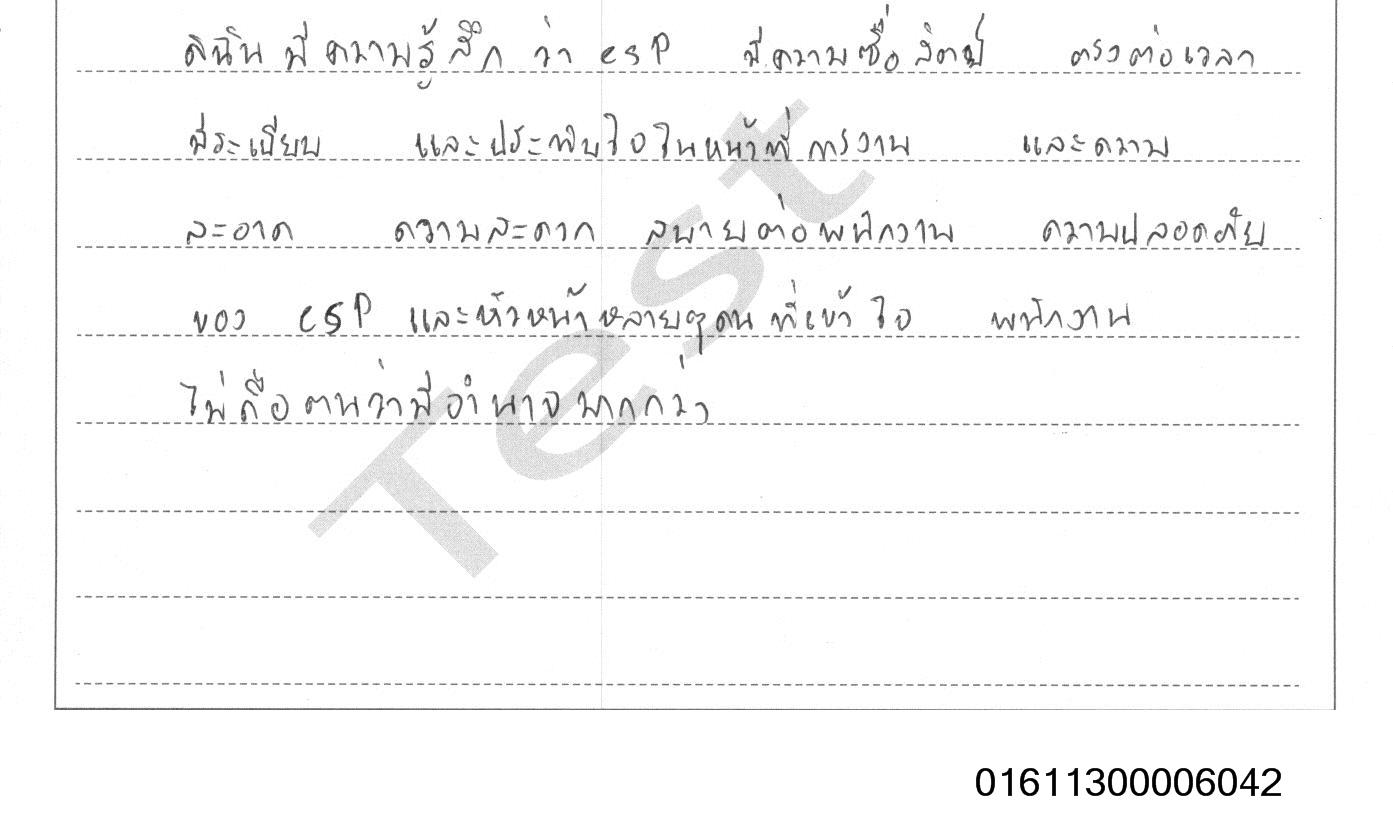 ดิฉันมีความรู้สึกว่า esP มีความซื่อสัตย์ ตรงต่อเวลา
มีระเบียบ และประทับใจในหน้าที่การงาน และความ
สะอาด ความสะดวก สบายต่อพนักงาน ความปลอดภัย
ของ esP และหัวหน้าหลายๆคนที่เข้าใจ พนักงาน
ไม่ถือตนว่ามีอำนาจมากกว่า
Test
01611300006042